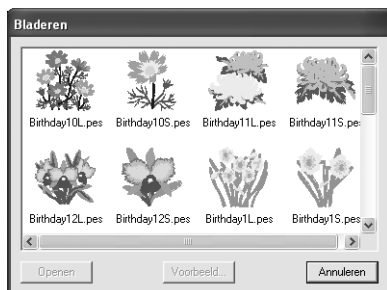 Bladeren
Birthday10L.pes Birthday10S.pes Birthday11L.pes Birthday11S.pe
Birthday12L.pes Birthday12S.pes Birthday1L.pes Birthday1S.pes
Openen Voorbeeld... Annuleren